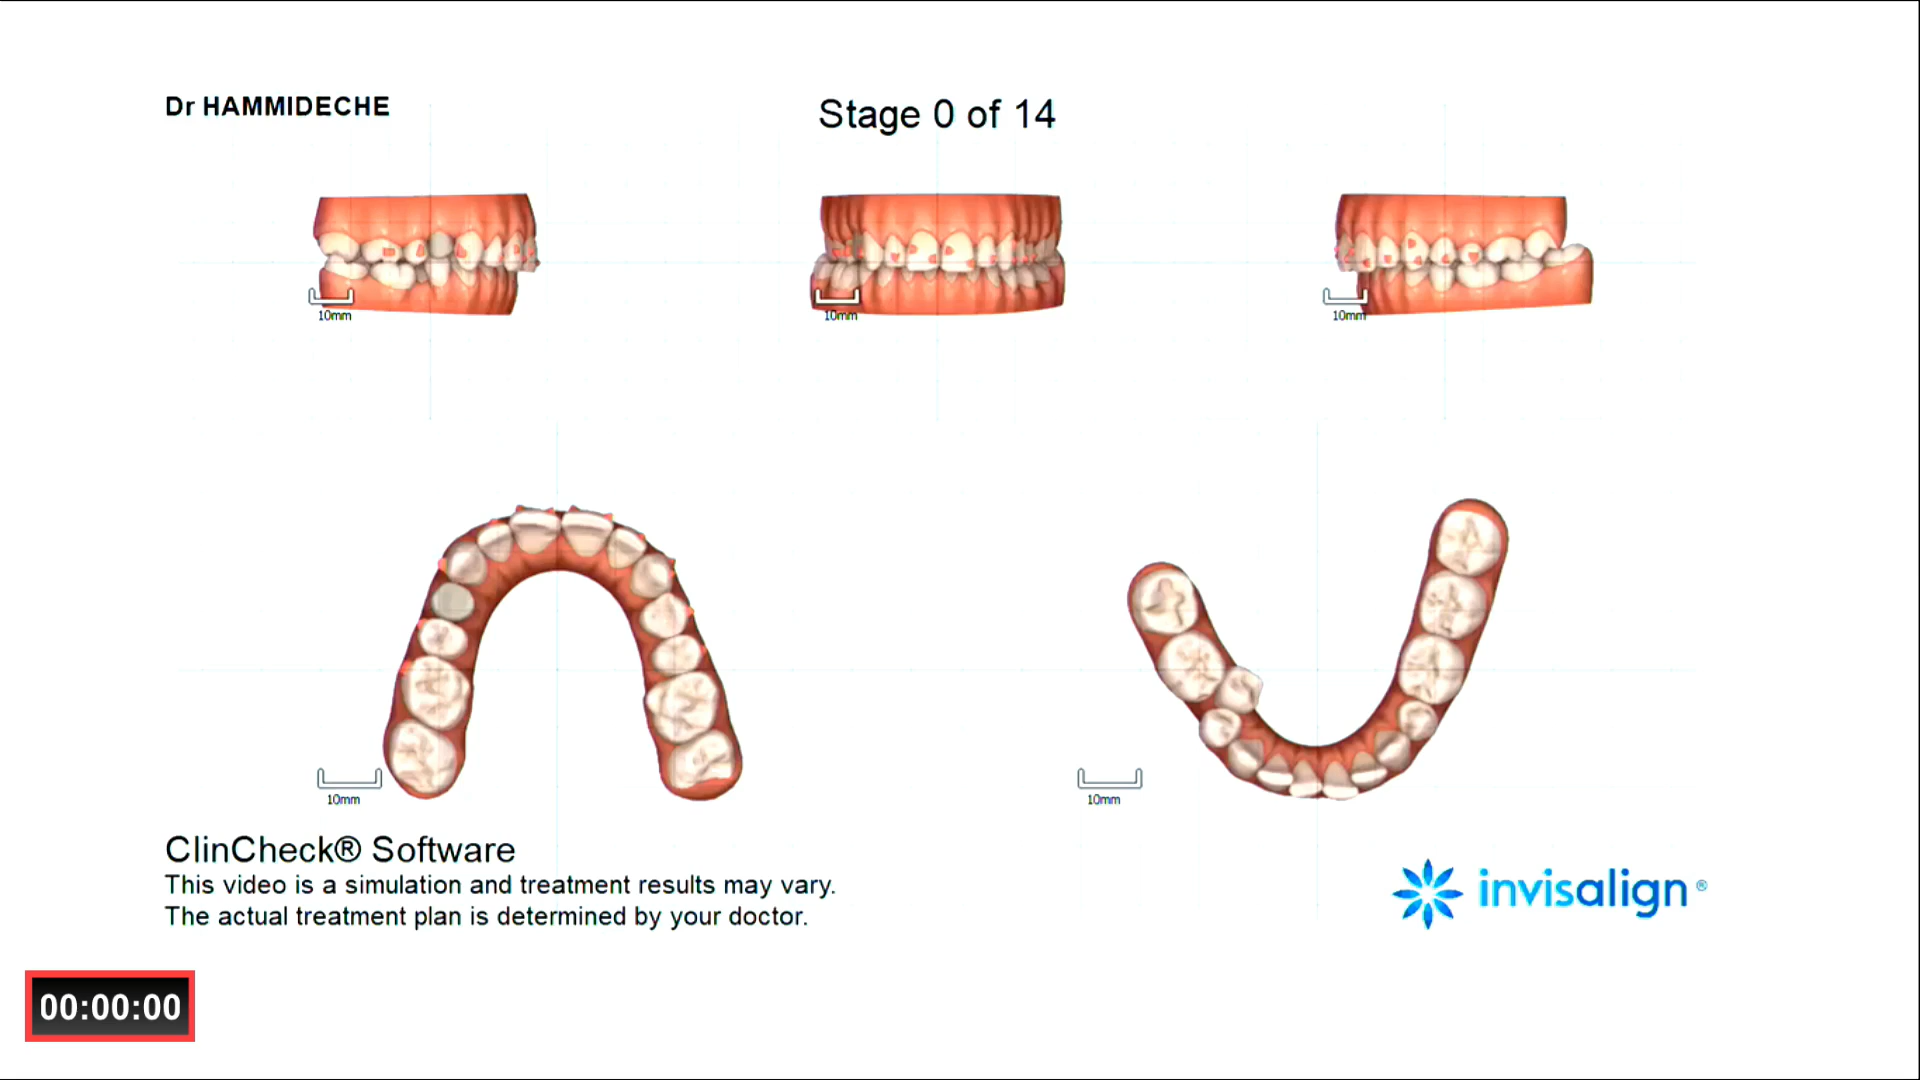 Dr HAMMIDECHE
Stage 0 of 14
10mm
10mm
10mm
10mm
10mm
ClinCheck® Software
This video is a simulation and treatment results may vary.
The actual treatment plan is determined by your doctor.
invisalign®
00:00:00